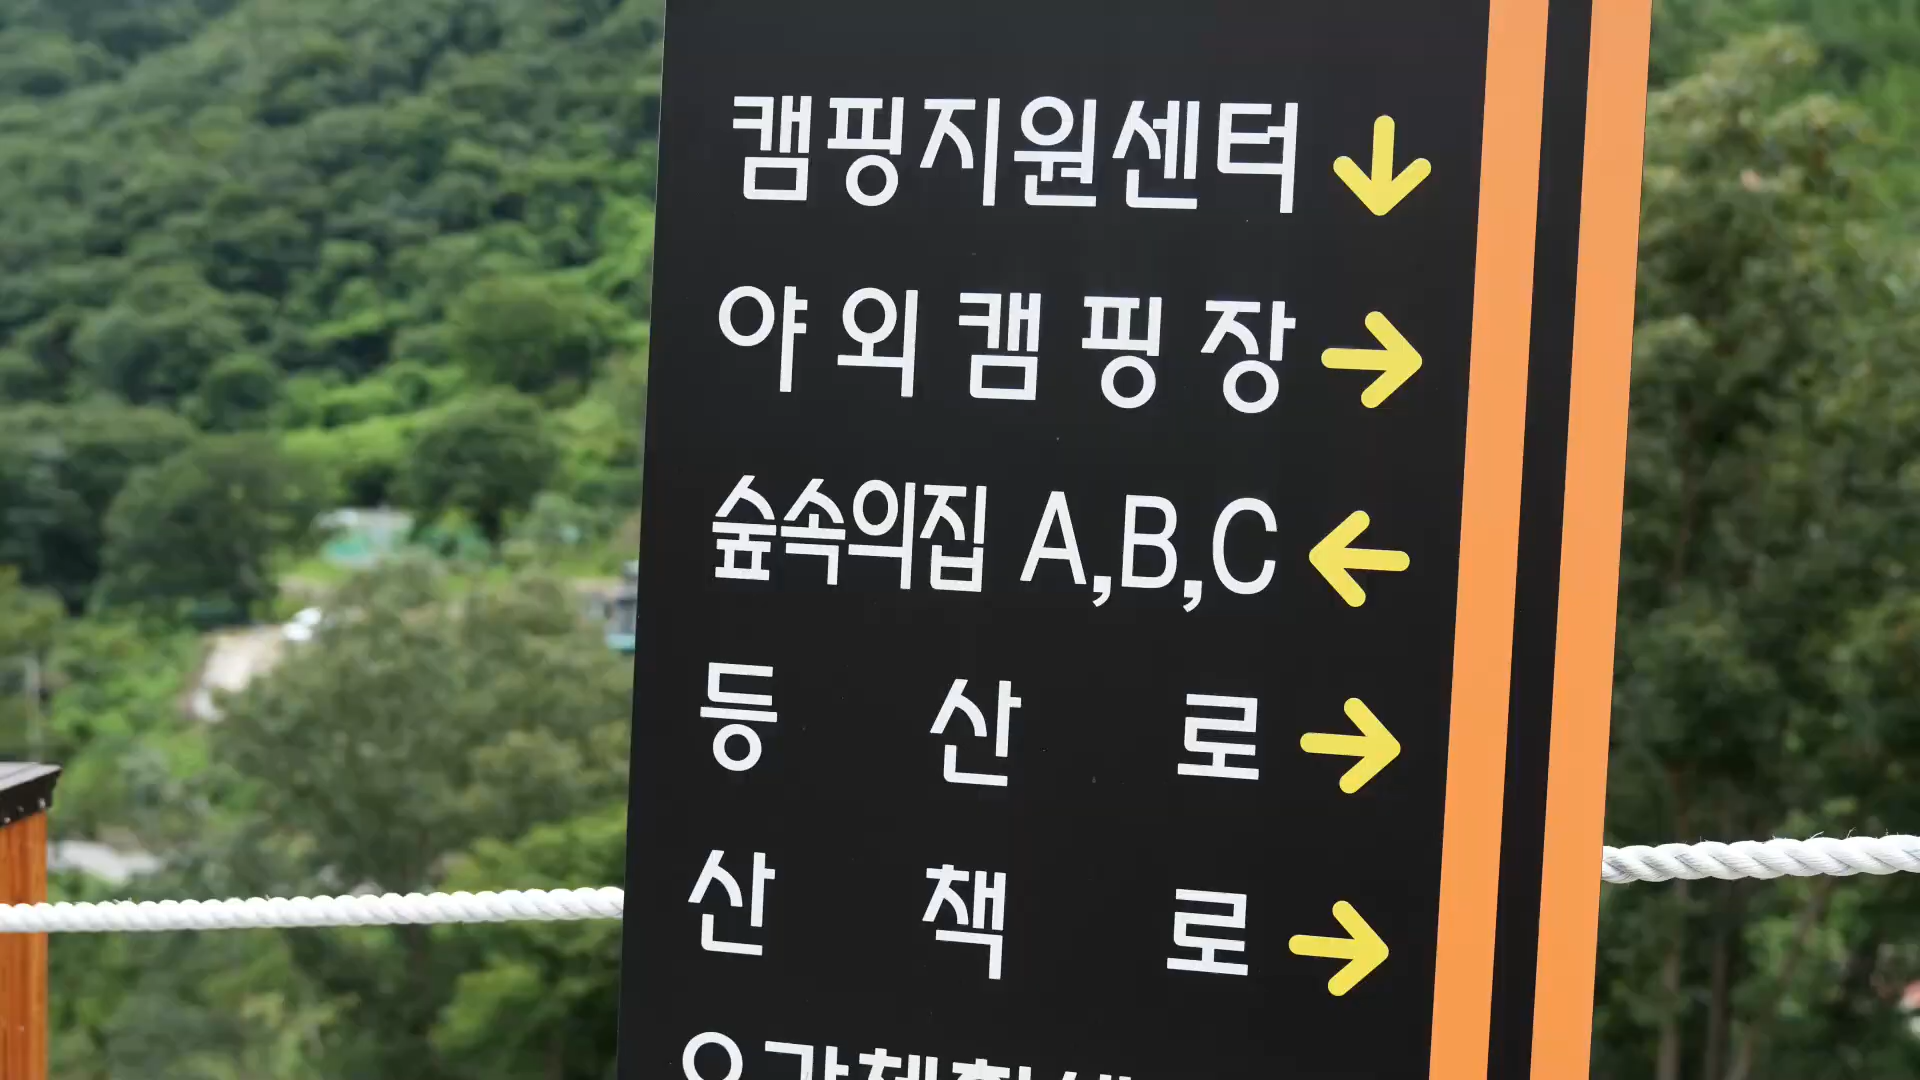 캠핑지원센터 ↓
야외캠핑장 →
숲속의집 A,B,C ←
등산로 →
산책로 →